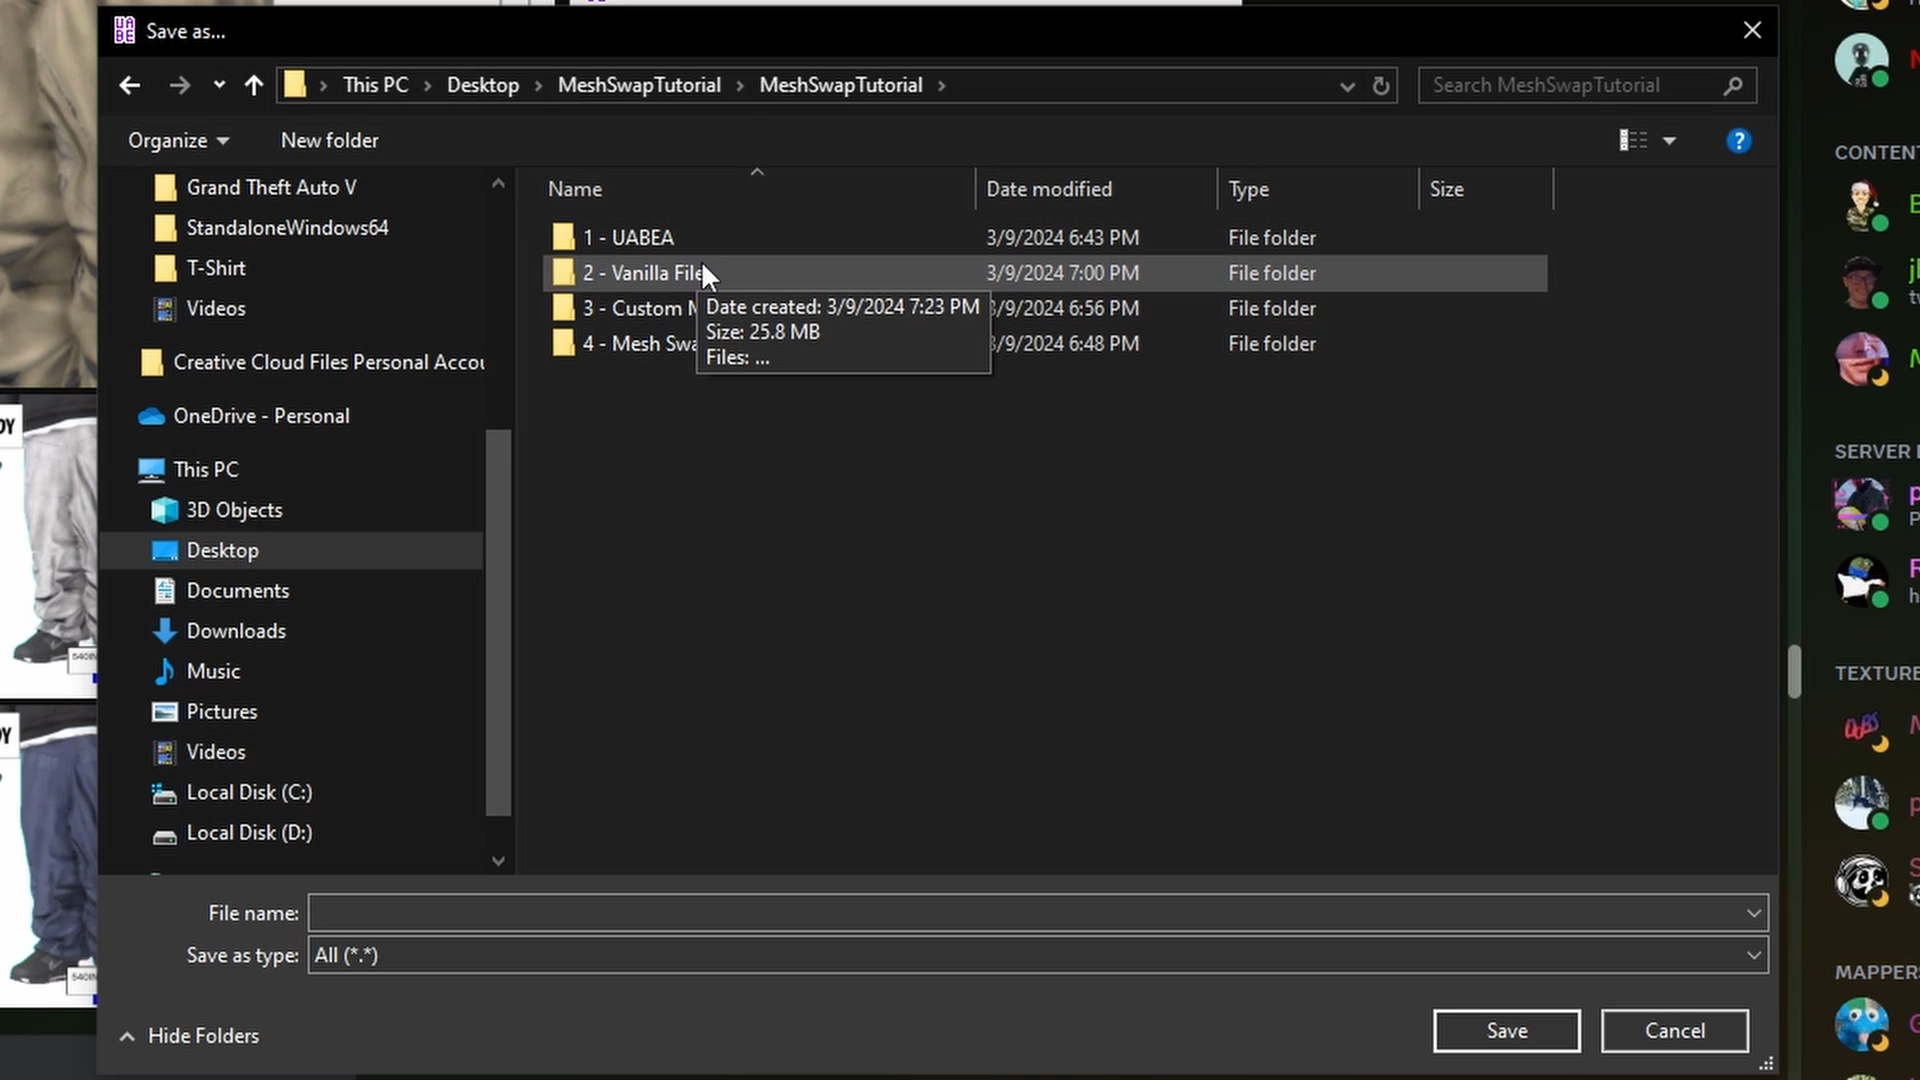 UA
BE
Save as...
This PC
Desktop
MeshSwapTutorial
MeshSwapTutorial
Search MeshSwapTutorial
Organize
New folder
Grand Theft Auto V
StandaloneWindows64
T-Shirt
Videos
Creative Cloud Files Personal Accou
OneDrive - Personal
This PC
3D Objects
Desktop
Documents
Downloads
Music
Pictures
Videos
Local Disk (C:)
Local Disk (D:)
Name Date modified Type Size
1 - UABEA 3/9/2024 6:43 PM File folder
2 - Vanilla File 3/9/2024 7:00 PM File folder
3 - Custom M 3/9/2024 6:56 PM File folder
4 - Mesh Swa 3/9/2024 6:48 PM File folder
Date created: 3/9/2024 7:23 PM
Size: 25.8 MB
Files: ...
File name:
Save as type: All (*.*)
Hide Folders
Save
Cancel
CONTENT
SERVER
TEXTURE
MAPPERS